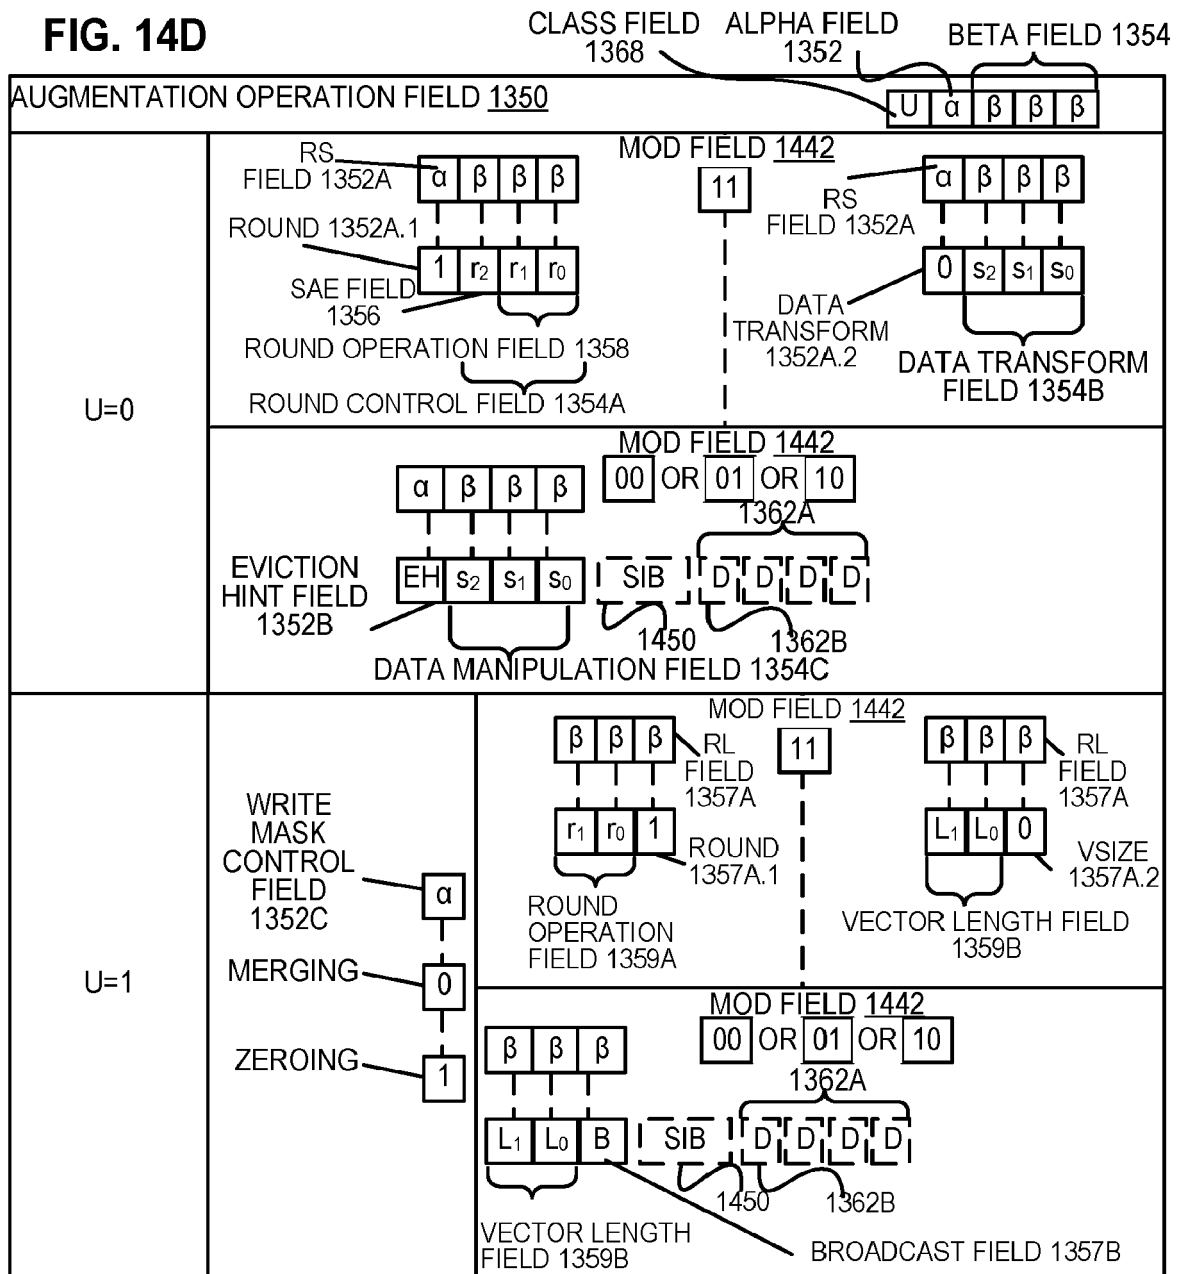 FIG. 14D
CLASS FIELD
1368
ALPHA FIELD
1352
BETA FIELD 1354
AUGMENTATION OPERATION FIELD 1350
U α β β β
U=0
RS
FIELD 1352A
α β β β
ROUND 1352A.1
1 r2 r1 r0
SAE FIELD
1356
ROUND OPERATION FIELD 1358
ROUND CONTROL FIELD 1354A
MOD FIELD 1442
11
α β β β
RS
FIELD 1352A
0 s2 s1 s0
DATA
TRANSFORM
1352A.2
DATA TRANSFORM
FIELD 1354B
MOD FIELD 1442
00 OR 01 OR 10
α β β β
1362A
EVICTION
HINT FIELD
1352B
EH s2 s1 s0
SIB D D D D
1450
1362B
DATA MANIPULATION FIELD 1354C
U=1
WRITE
MASK
CONTROL
FIELD
1352C
α
MERGING
0
ZEROING
1
MOD FIELD 1442
11
β β β
RL
FIELD
1357A
r1 r0 1
ROUND
1357A.1
ROUND
OPERATION
FIELD 1359A
β β β
RL
FIELD
1357A
L1 L0 0
VSIZE
1357A.2
VECTOR LENGTH FIELD
1359B
MOD FIELD 1442
00 OR 01 OR 10
β β β
1362A
L1 L0 B
SIB D D D D
1450
1362B
VECTOR LENGTH
FIELD 1359B
BROADCAST FIELD 1357B